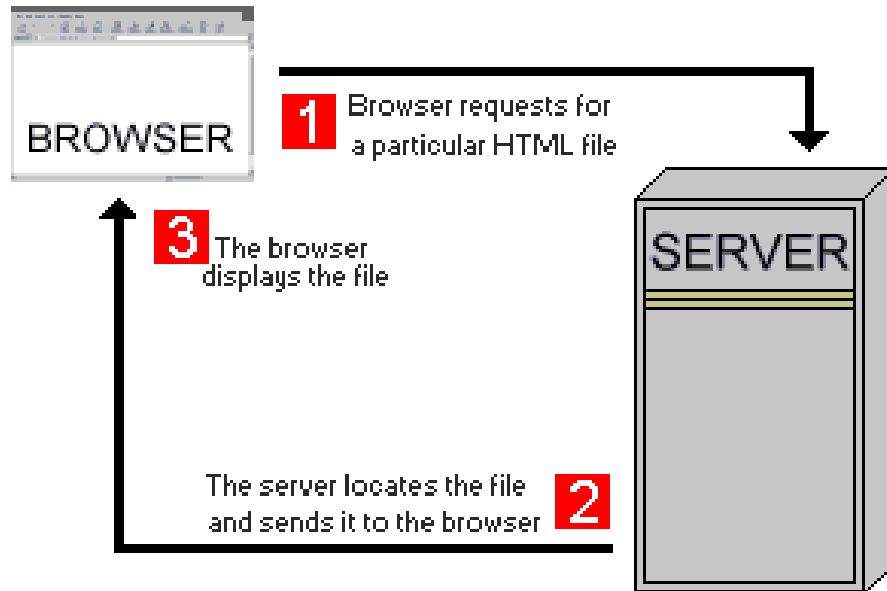 BROWSER
1 Browser requests for
a particular HTML file
SERVER
3 The browser
displays the file
The server locates the file 2
and sends it to the browser